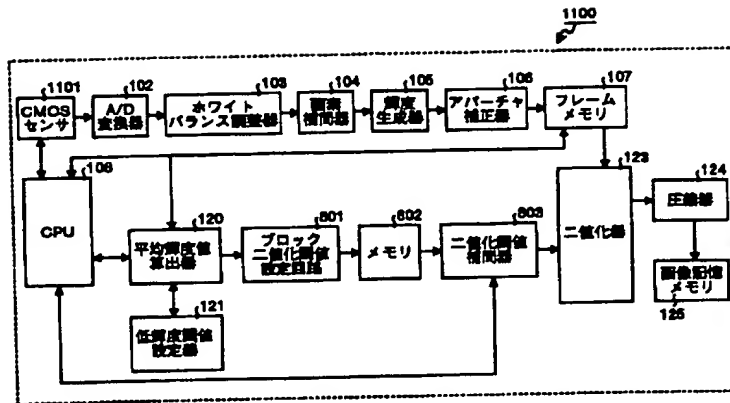 1100
1101
CMOS
センサ
102
A/D
変換器
103
ホワイト
バランス調整器
104
画素
補間器
105
輝度
生成器
106
アパーチャ
補正器
107
フレーム
メモリ
108
CPU
120
平均輝度値
算出器
601
ブロック
二値化閾値
設定回路
602
メモリ
603
二値化閾値
補間器
123
二値化器
124
圧縮器
画像記憶
メモリ
125
121
低輝度閾値
設定器